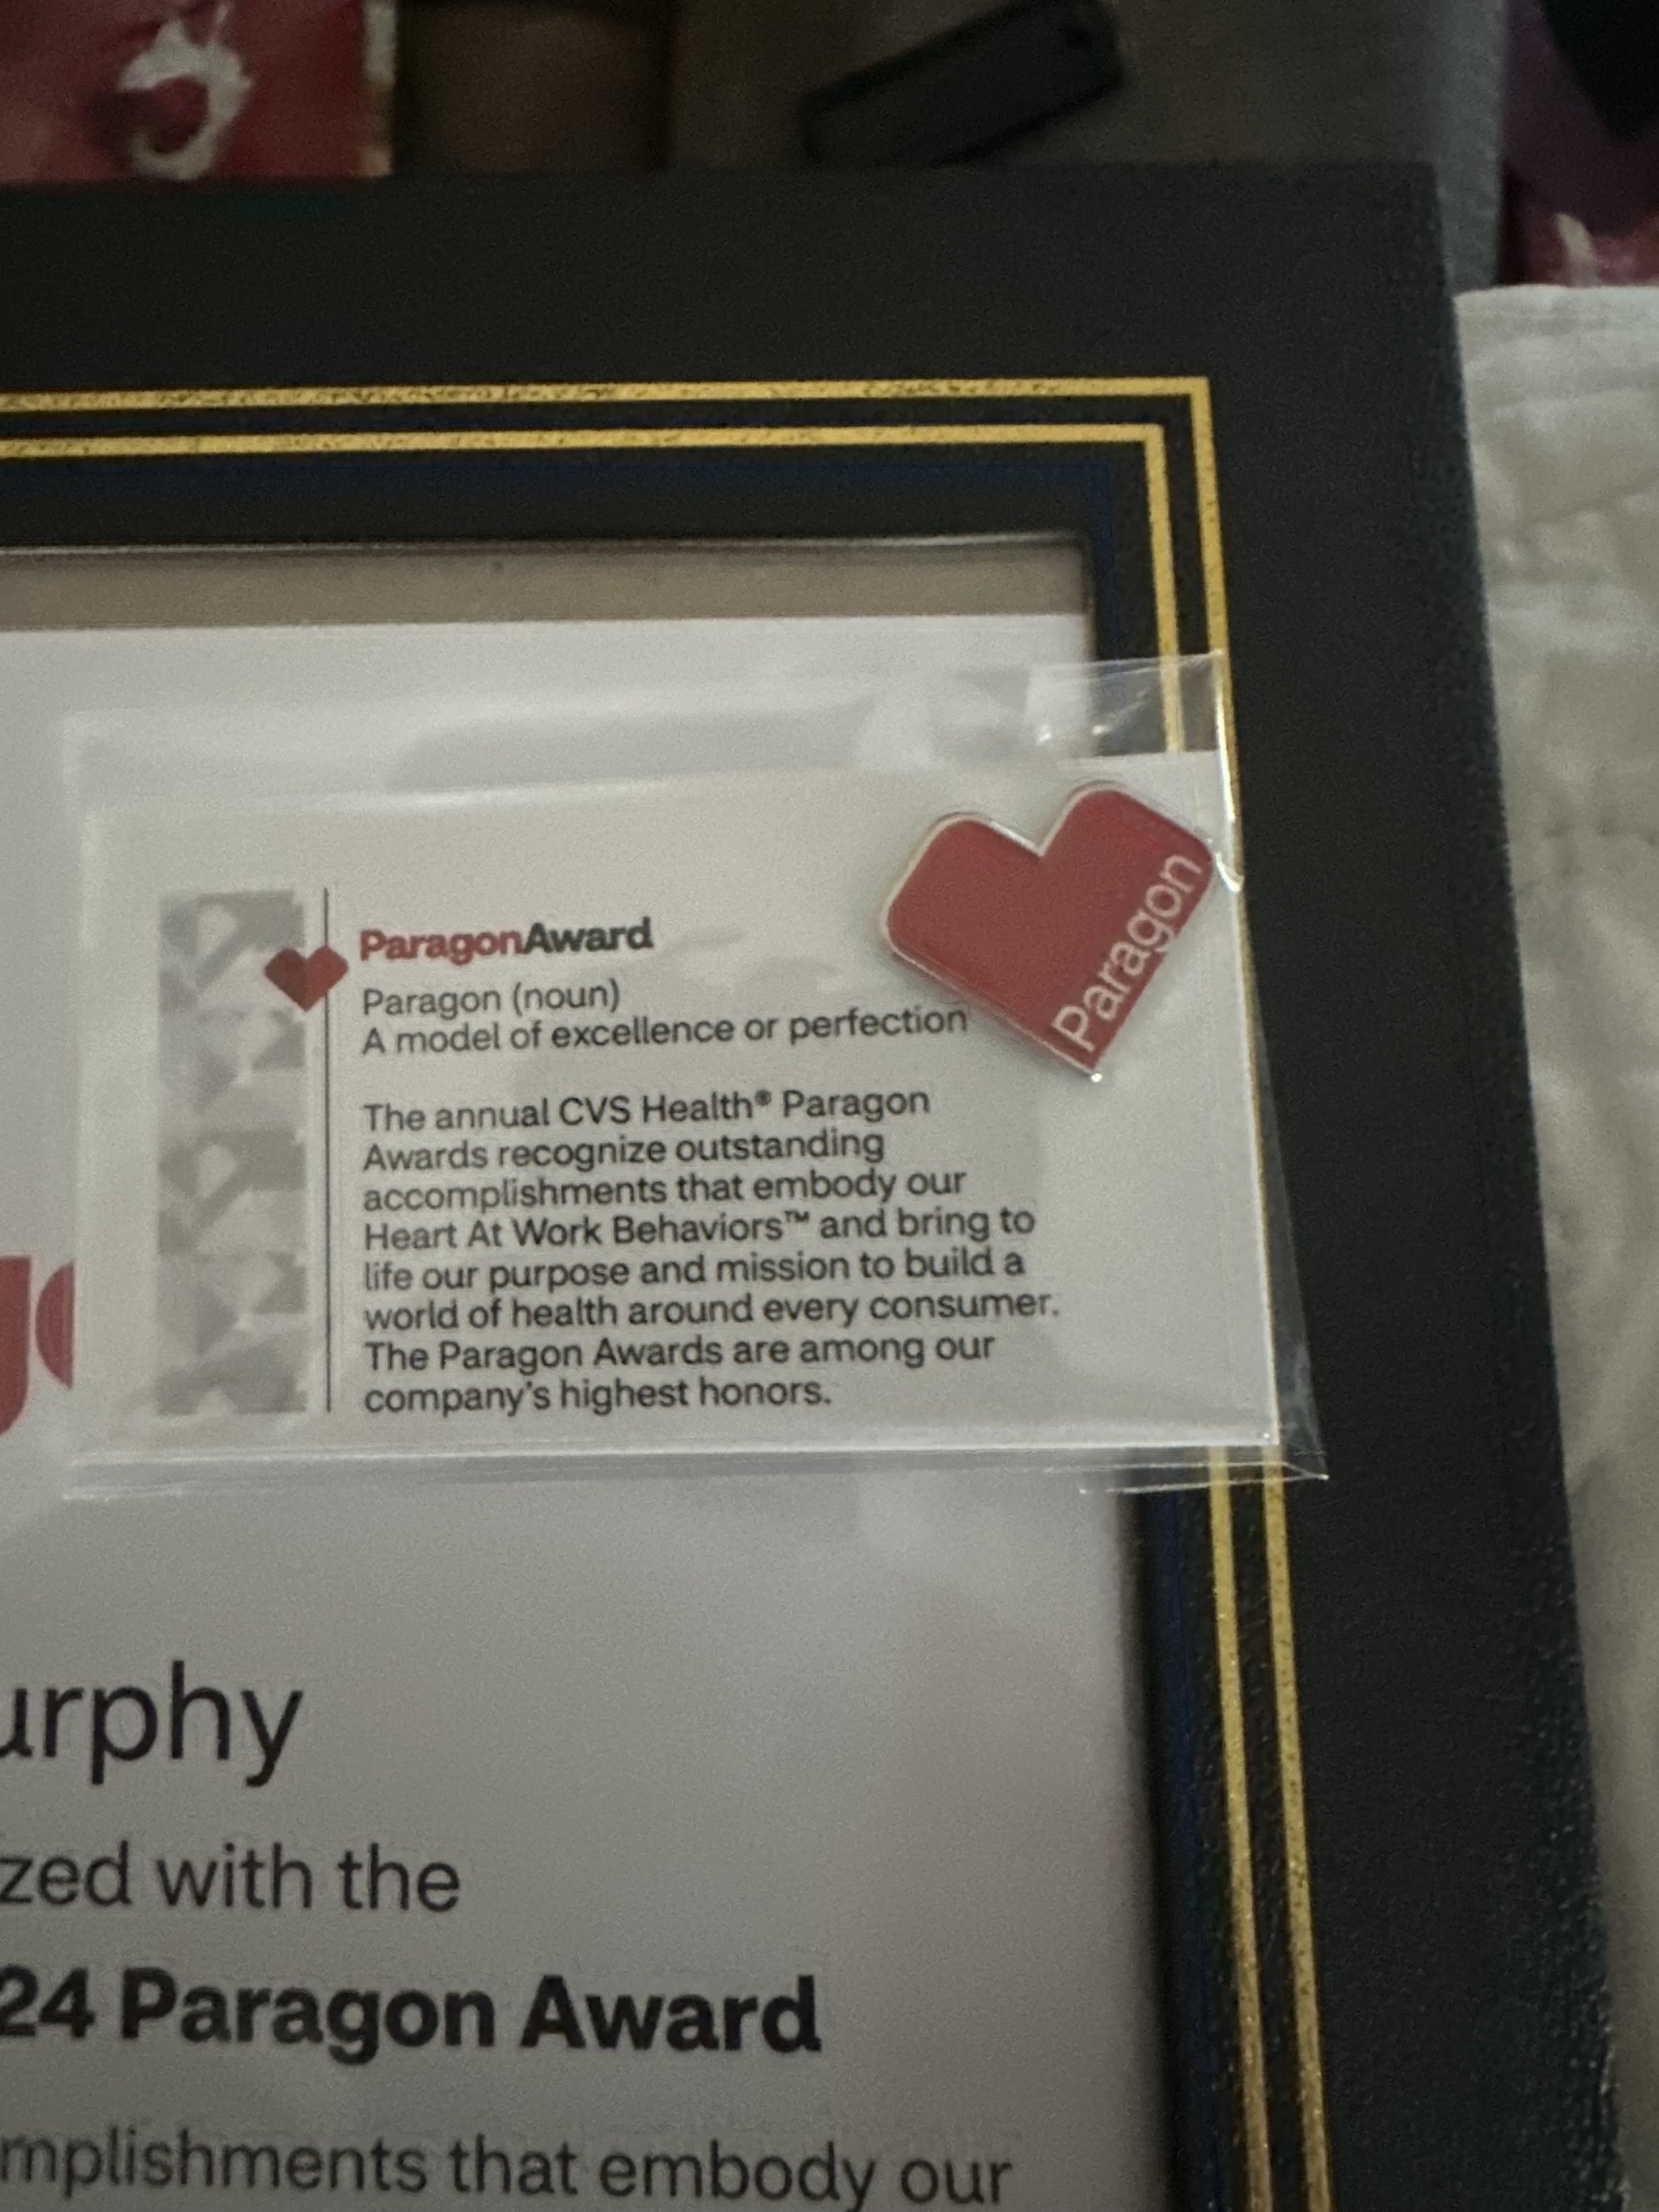 Paragon
ParagonAward
Paragon (noun)
A model of excellence or perfection
The annual CVS Health® Paragon
Awards recognize outstanding
accomplishments that embody our
Heart At Work Behaviors™ and bring to
life our purpose and mission to build a
world of health around every consumer.
The Paragon Awards are among our
company's highest honors.
urphy
zed with the
24 Paragon Award
mplishments that embody our